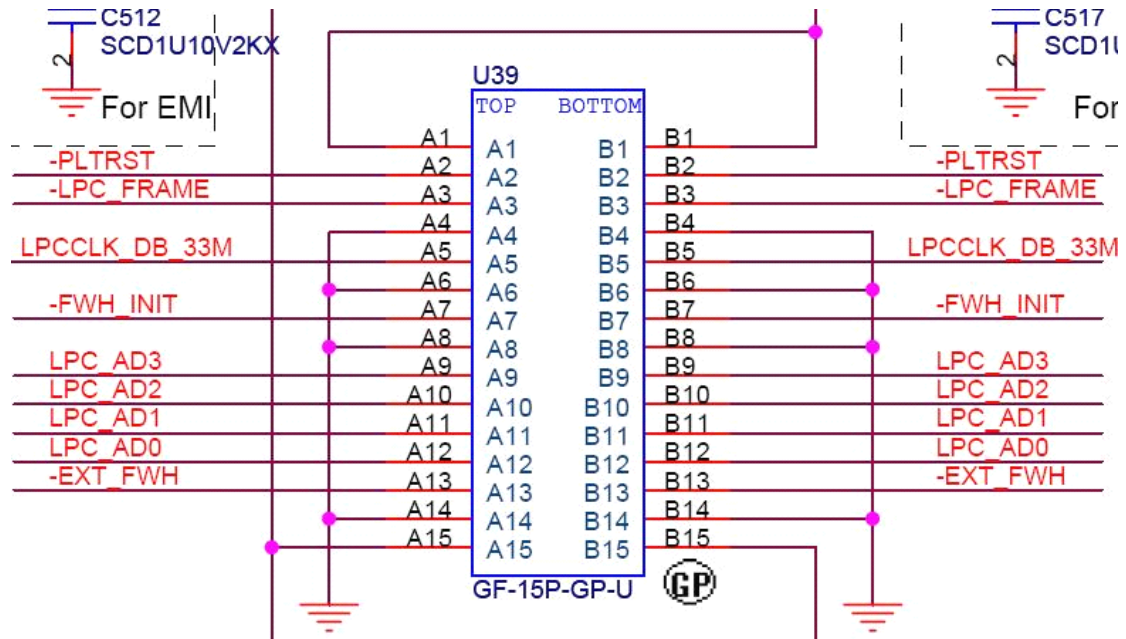 C512
SCD1U10V2KX
2
For EMI
C517
SCD1U
2
For
U39
TOP BOTTOM
A1 A1 B1 B1
-PLTRST A2 A2 B2 B2 -PLTRST
-LPC_FRAME A3 A3 B3 B3 -LPC_FRAME
A4 A4 B4 B4
LPCCLK_DB_33M A5 A5 B5 B5 LPCCLK_DB_33M
A6 A6 B6 B6
-FWH_INIT A7 A7 B7 B7 -FWH_INIT
A8 A8 B8 B8
LPC_AD3 A9 A9 B9 B9 LPC_AD3
LPC_AD2 A10 A10 B10 B10 LPC_AD2
LPC_AD1 A11 A11 B11 B11 LPC_AD1
LPC_AD0 A12 A12 B12 B12 LPC_AD0
-EXT_FWH A13 A13 B13 B13 -EXT_FWH
A14 A14 B14 B14
A15 A15 B15 B15
GF-15P-GP-U
GP